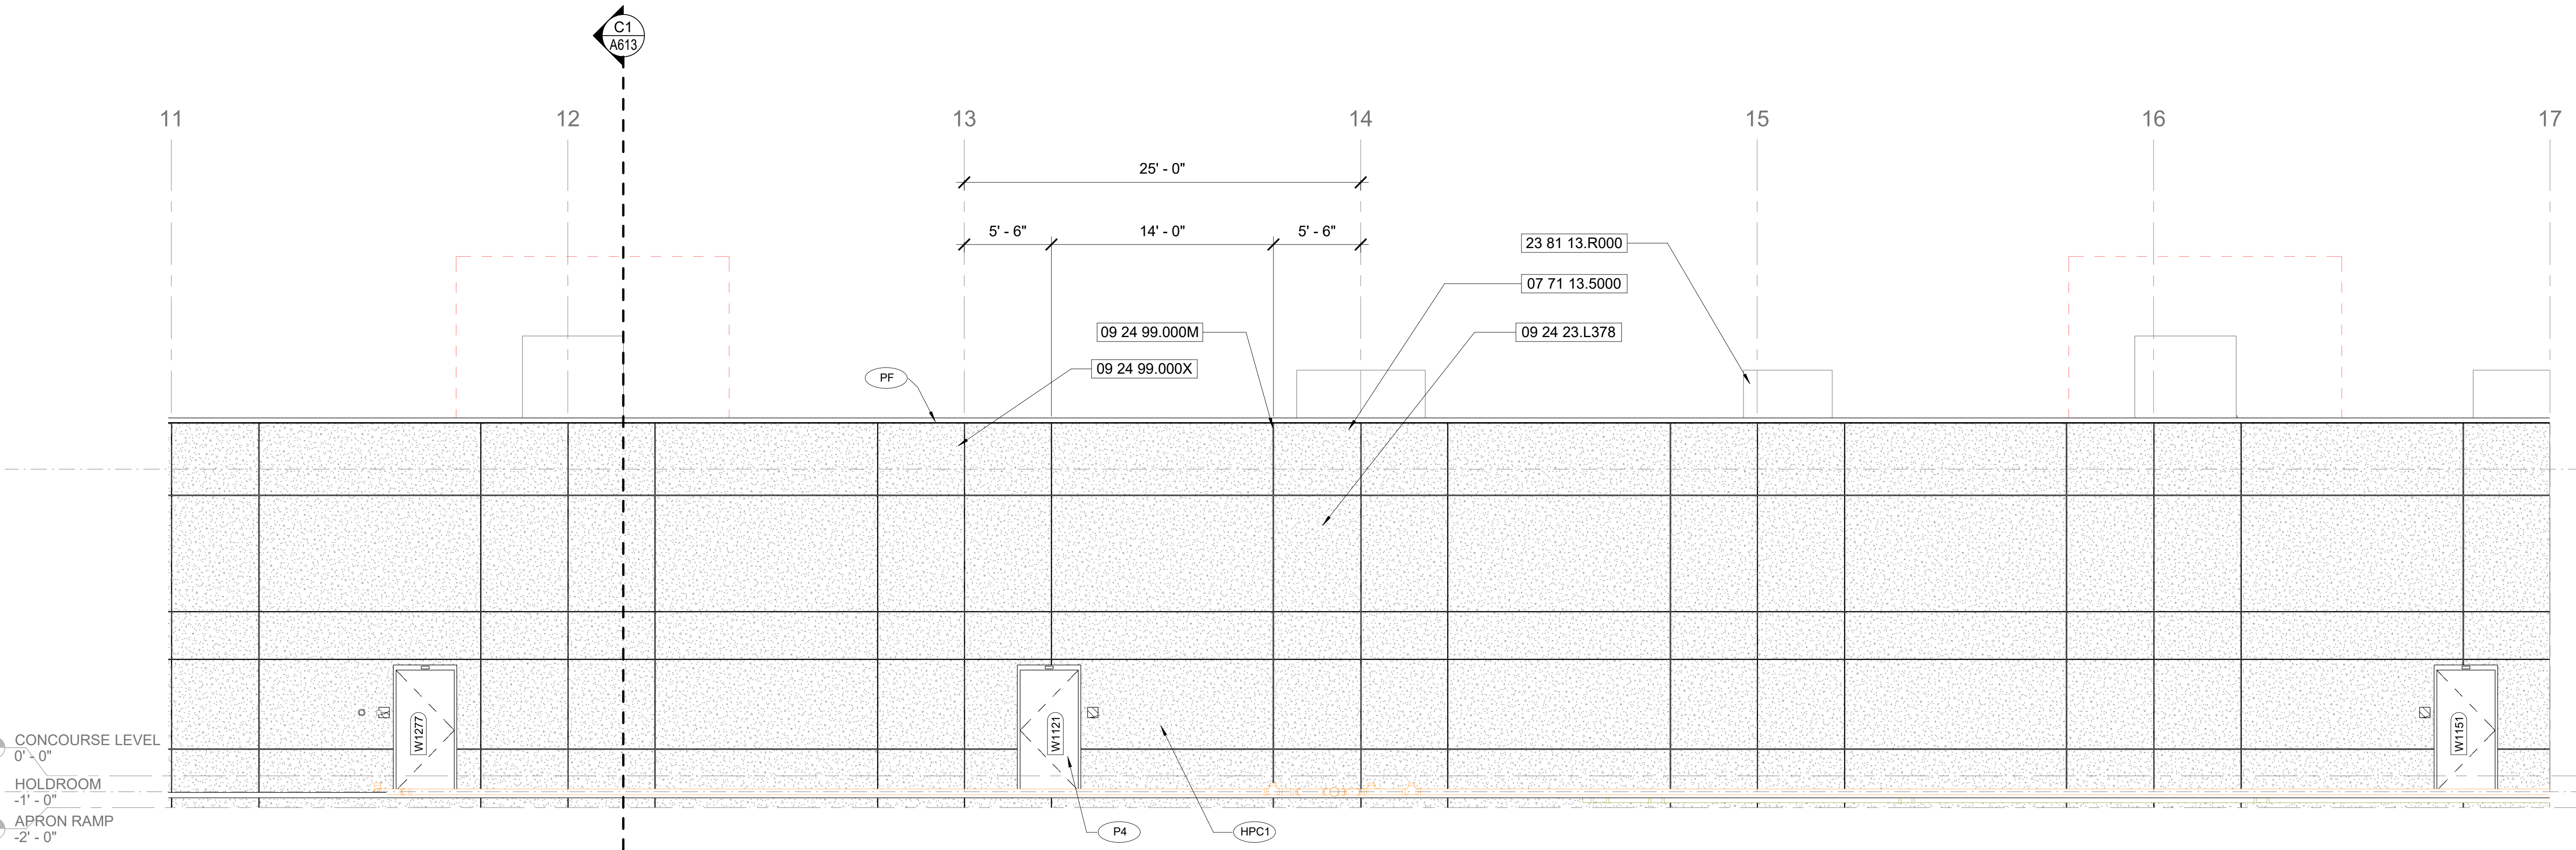 C1
A613
11
12
13
14
15
16
17
25' - 0"
5' - 6"
14' - 0"
5' - 6"
23 81 13.R000
07 71 13.5000
09 24 99.000M
09 24 23.L378
09 24 99.000X
PF
W1277
W1121
W1151
CONCOURSE LEVEL
0' - 0"
HOLDROOM
-1' - 0"
APRON RAMP
-2' - 0"
P4
HPC1